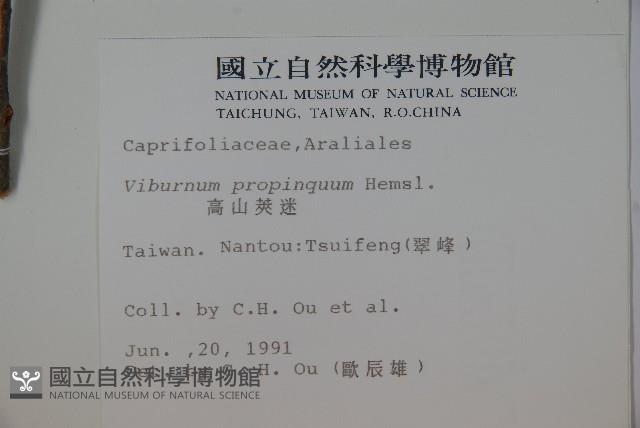 國立自然科學博物館
NATIONAL MUSEUM OF NATURAL SCIENCE
TAICHUNG, TAIWAN, R.O.CHINA
Caprifoliaceae,Araliales
Viburnum propinquum Hemsl.
高山莢迷
Taiwan. Nantou:Tsuifeng(翠峰)
Coll. by C.H. Ou et al.
Jun. ,20, 1991
H. Ou (歐辰雄)
國立自然科學博物館
NATIONAL MUSEUM OF NATURAL SCIENCE